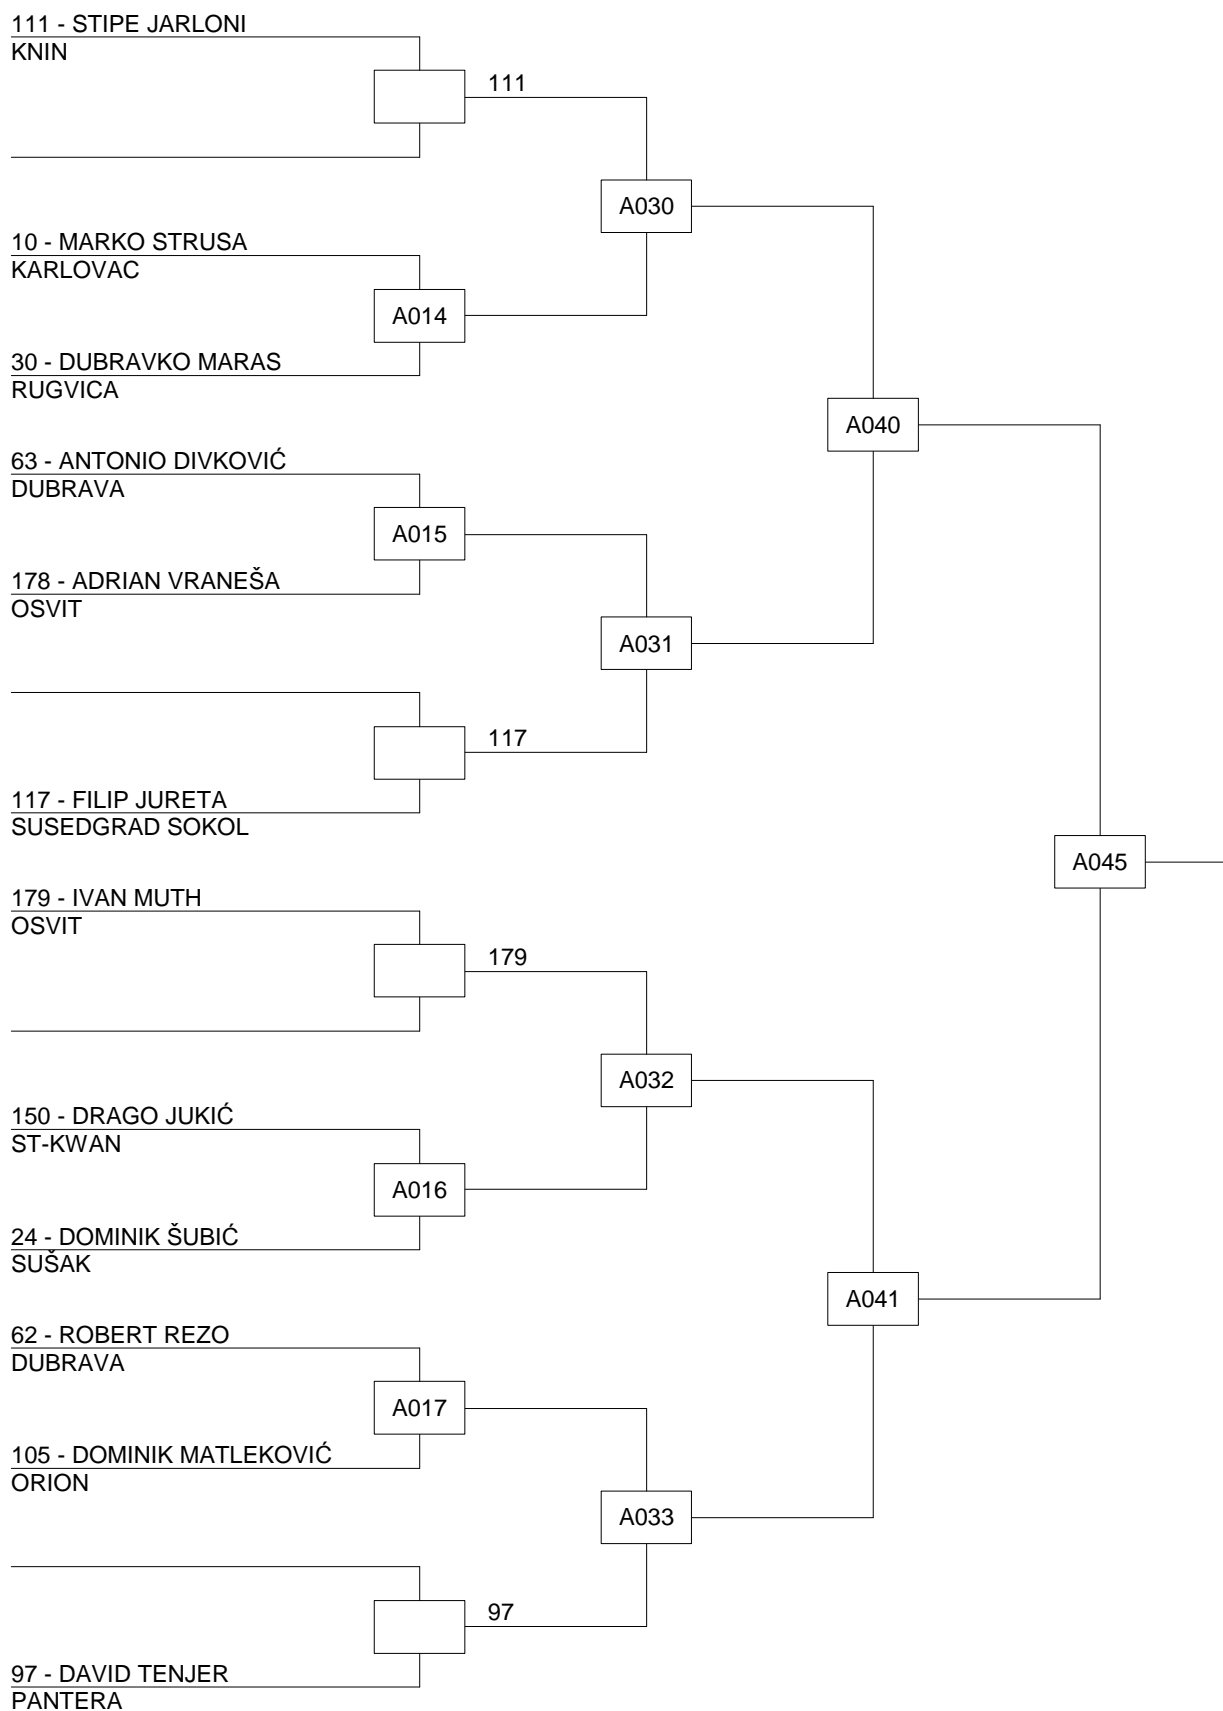 111 - STIPE JARLONI
KNIN
111
A030
10 - MARKO STRUSA
KARLOVAC
A014
30 - DUBRAVKO MARAS
RUGVICA
A040
63 - ANTONIO DIVKOVIĆ
DUBRAVA
A015
178 - ADRIAN VRANEŠA
OSVIT
A031
117
117 - FILIP JURETA
SUSEDGRAD SOKOL
A045
179 - IVAN MUTH
OSVIT
179
A032
150 - DRAGO JUKIĆ
ST-KWAN
A016
24 - DOMINIK ŠUBIĆ
SUŠAK
A041
62 - ROBERT REZO
DUBRAVA
A017
105 - DOMINIK MATLEKOVIĆ
ORION
A033
97
97 - DAVID TENJER
PANTERA